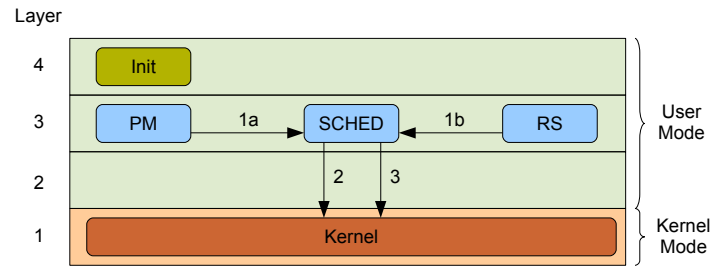 Layer
4
Init
3
PM
1a
SCHED
1b
RS
User
Mode
2
2
3
1
Kernel
Kernel
Mode